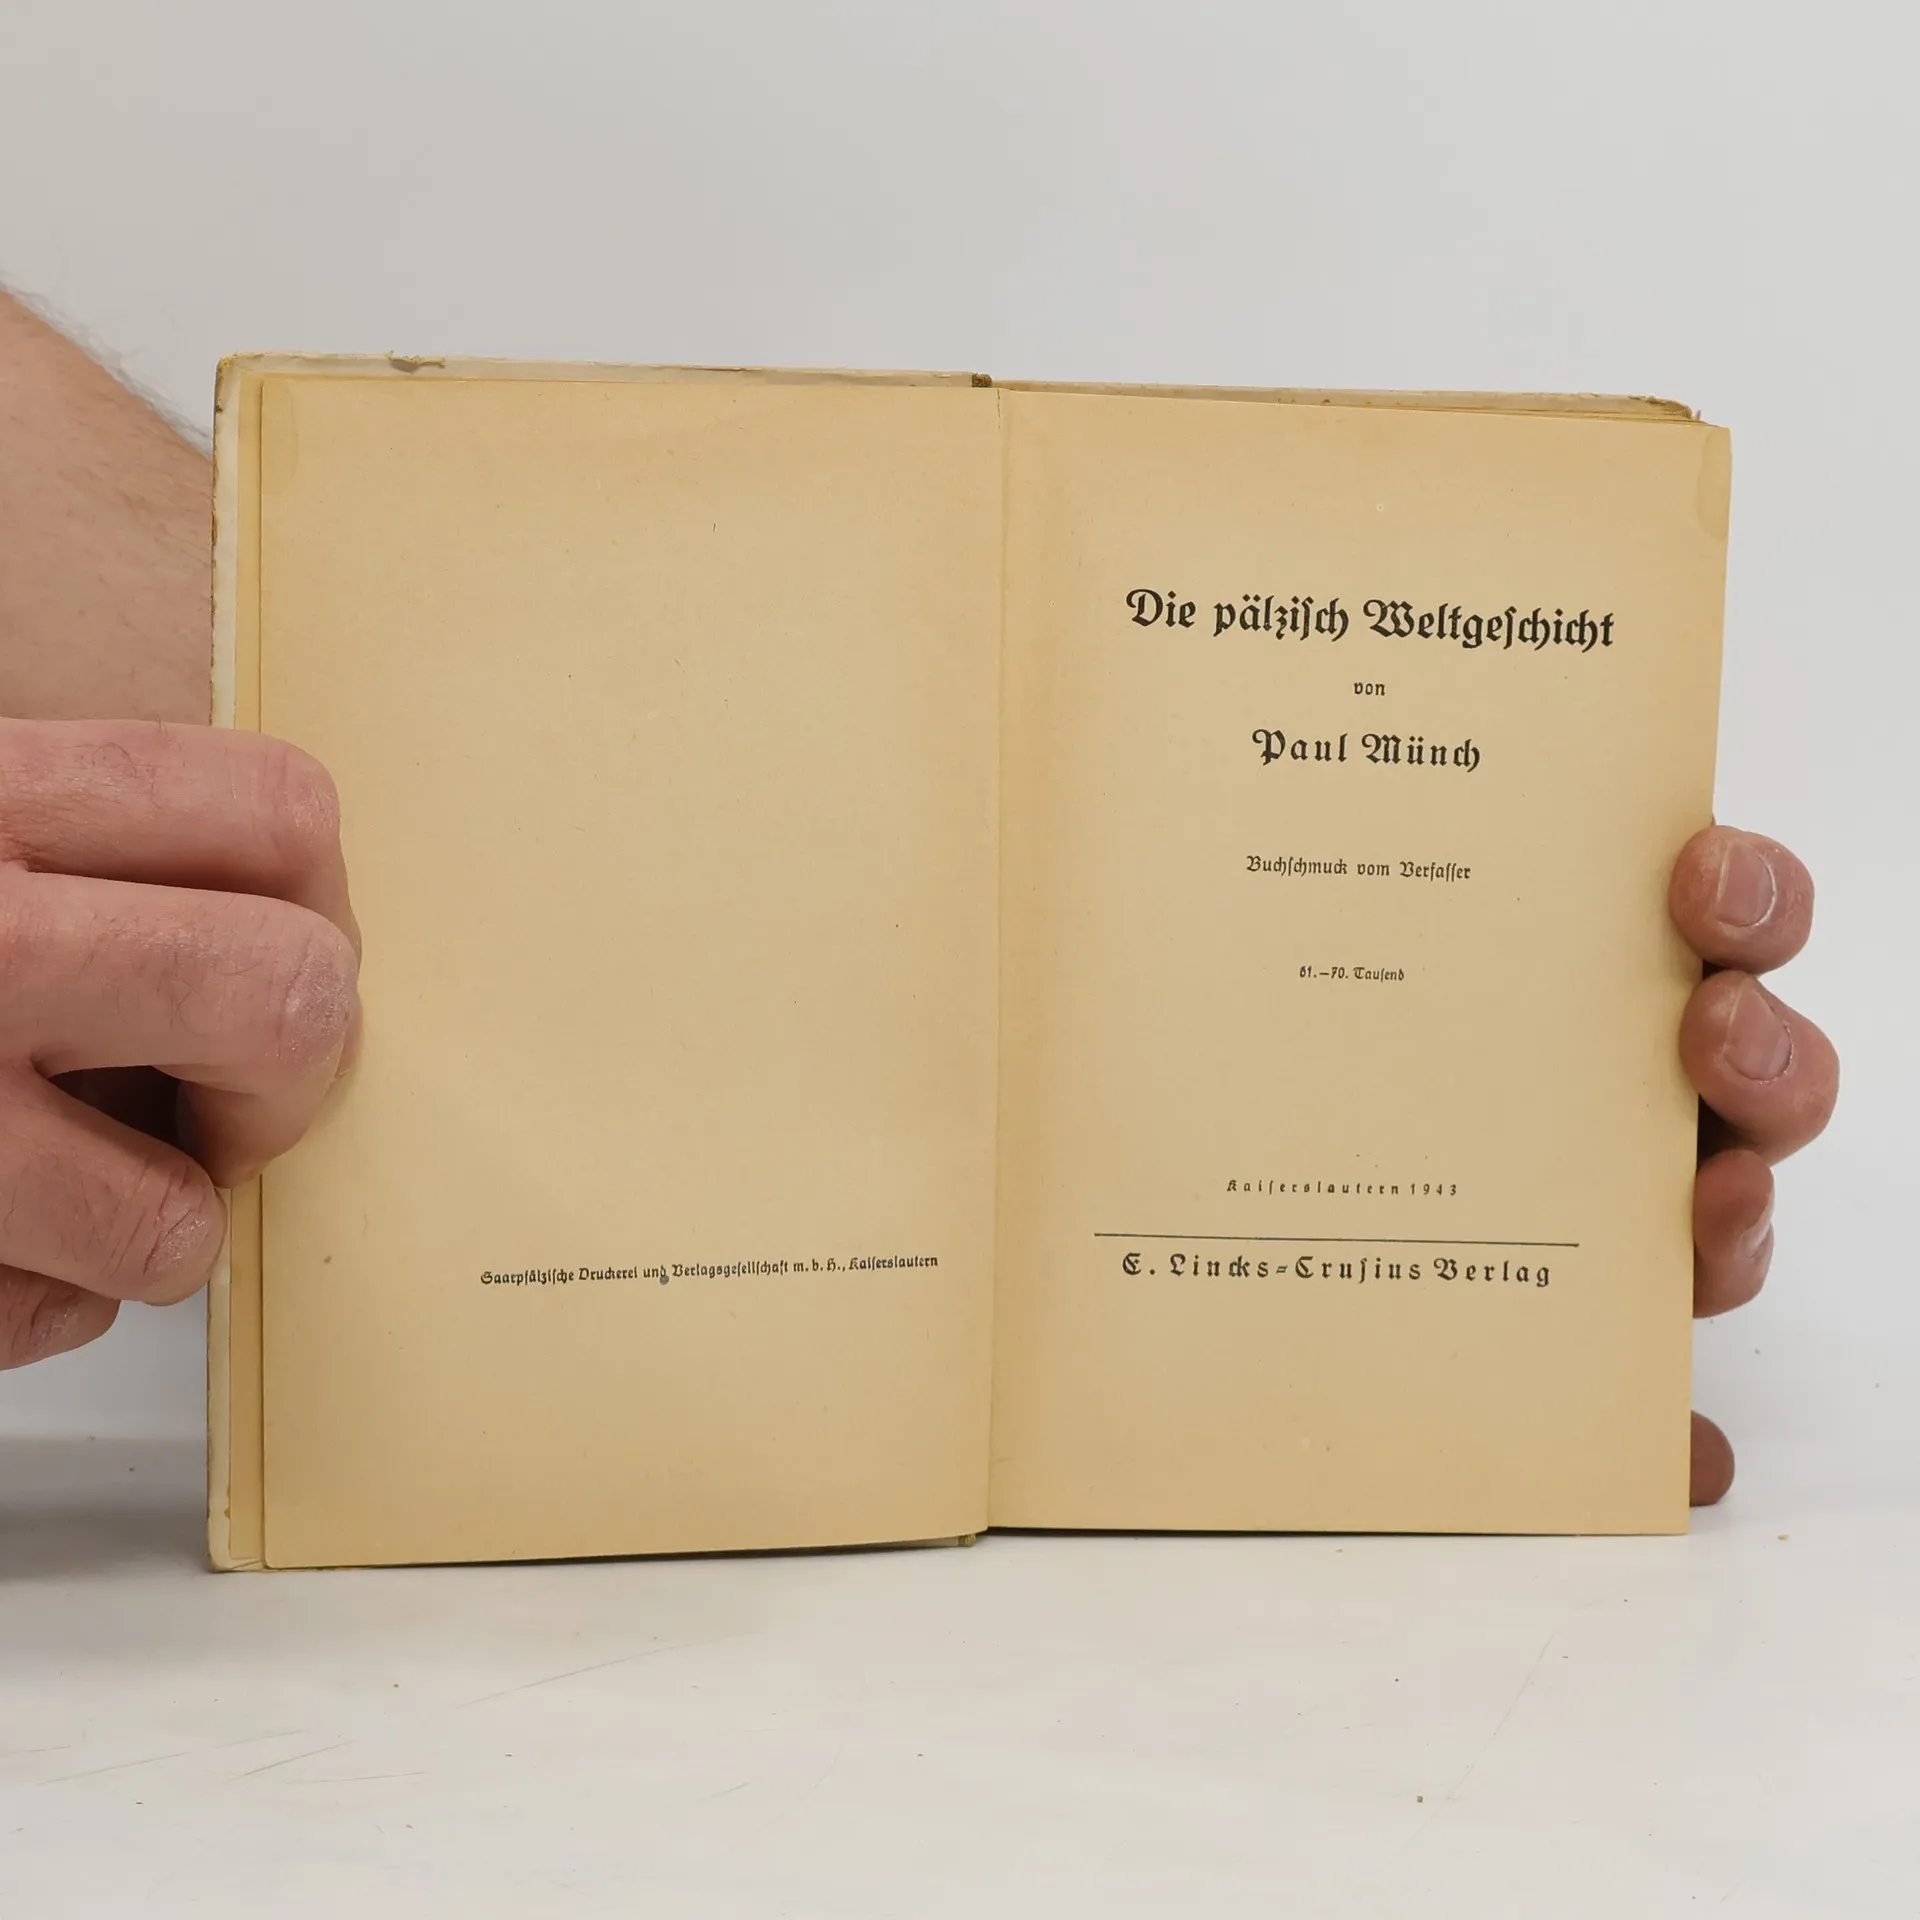 Saarpfälzische Druckerei und Verlagsgesellschaft m. b. H., Kaiserslautern
Die pälzisch Weltgeschicht
von
Paul Münch
Buchschmuck vom Verfasser
61.–70. Tausend
Kaiserslautern 1943
E. Lincks-Crusius Verlag